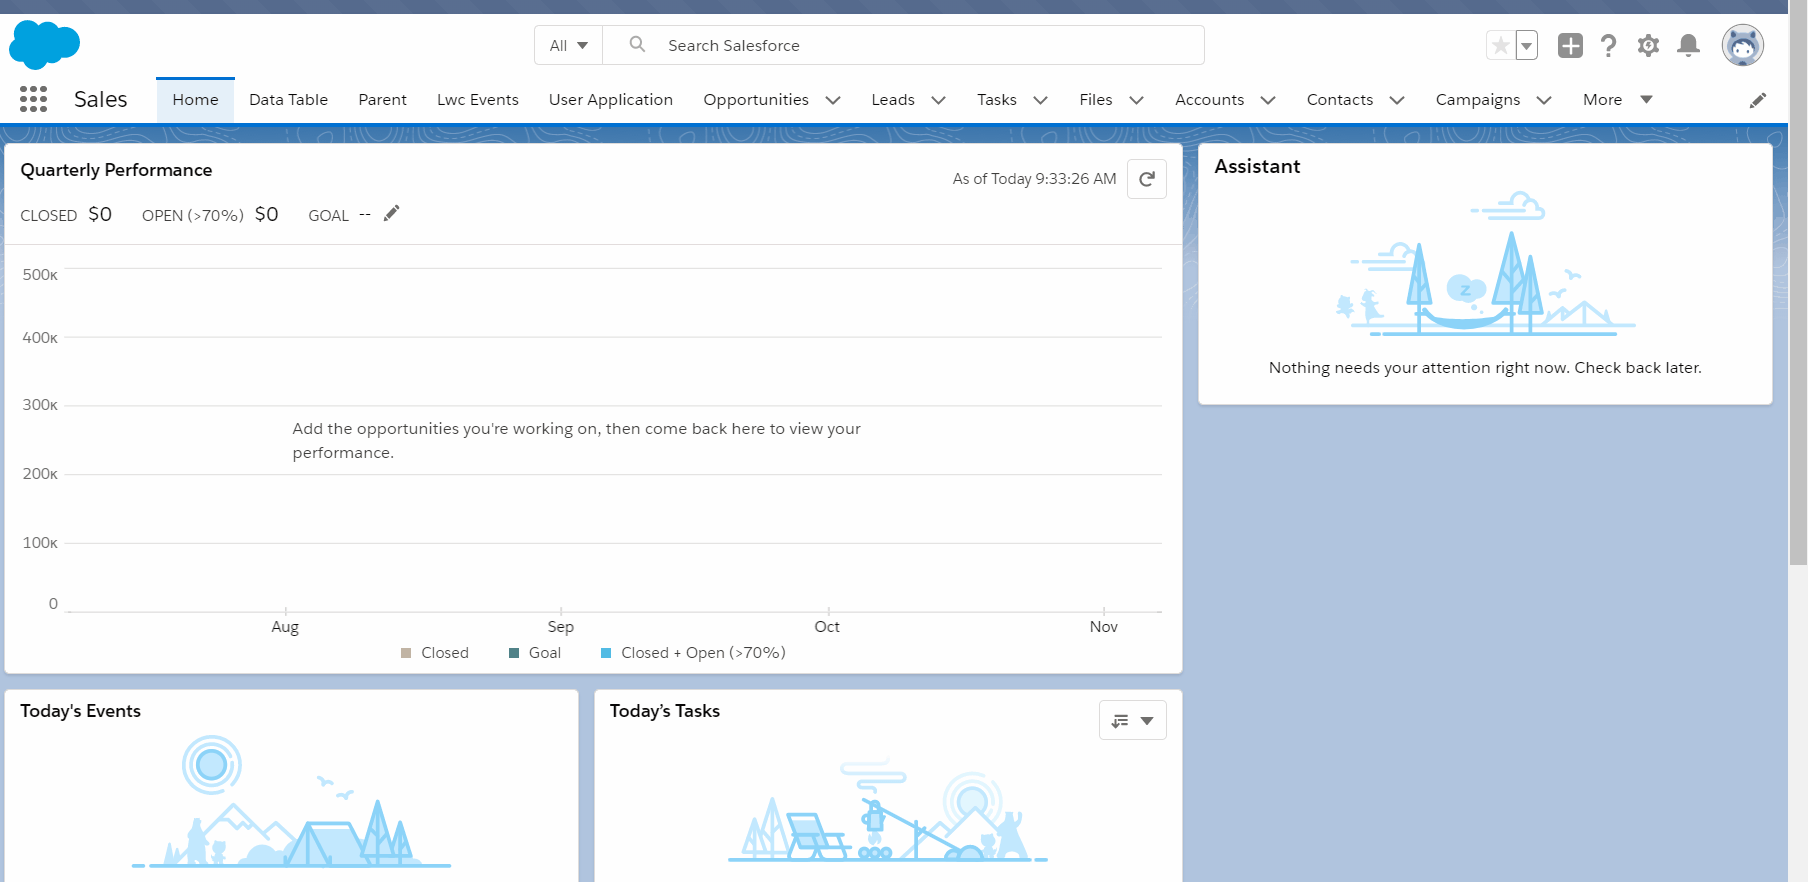 All
Search Salesforce
Sales
Home
Data Table
Parent
Lwc Events
User Application
Opportunities
Leads
Tasks
Files
Accounts
Contacts
Campaigns
More
Quarterly Performance
As of Today 9:33:26 AM
CLOSED $0 OPEN (>70%) $0 GOAL --
500K
400K
300K
200K
100K
0
Add the opportunities you're working on, then come back here to view your
performance.
Aug Sep Oct Nov
Closed Goal Closed + Open (>70%)
Assistant
z
Nothing needs your attention right now. Check back later.
Today's Events
Today’s Tasks